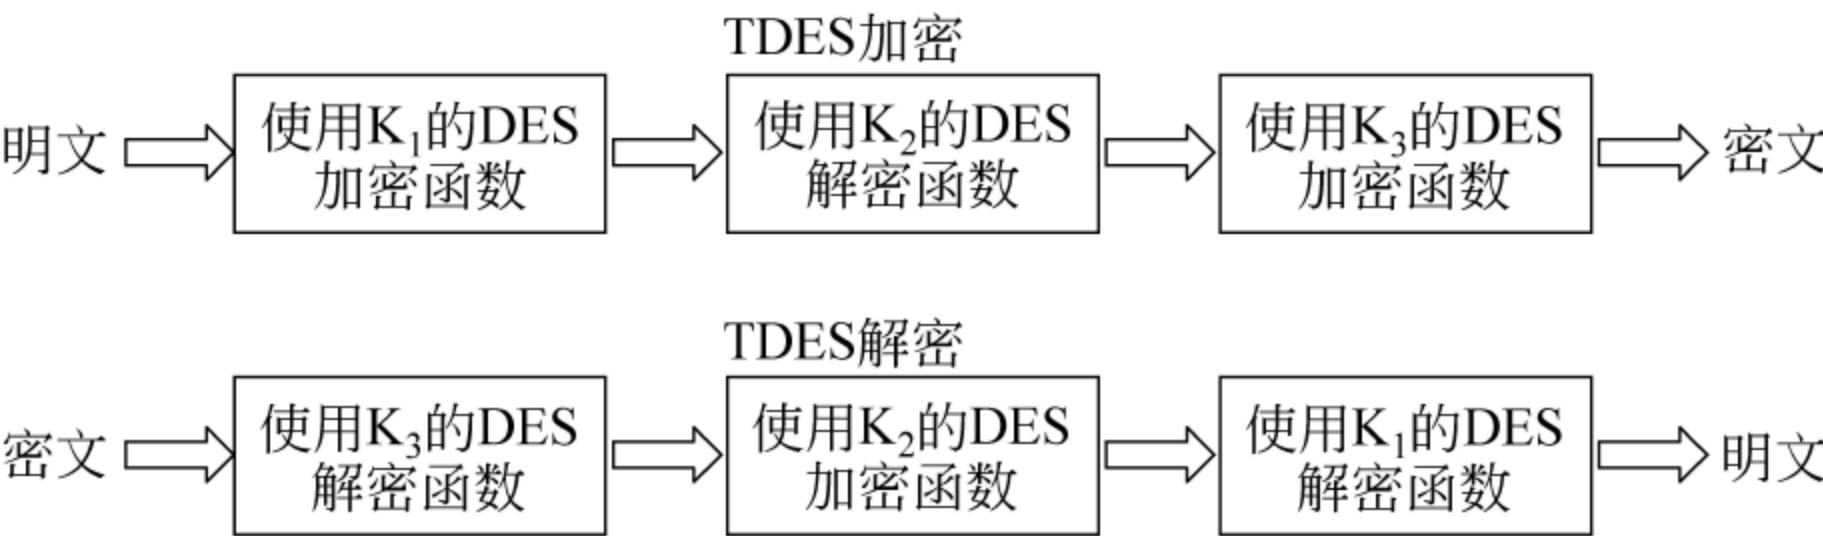 TDES加密
明文
使用K₁的DES
加密函数
使用K₂的DES
解密函数
使用K₃的DES
加密函数
密文
TDES解密
密文
使用K₃的DES
解密函数
使用K₂的DES
加密函数
使用K₁的DES
解密函数
明文